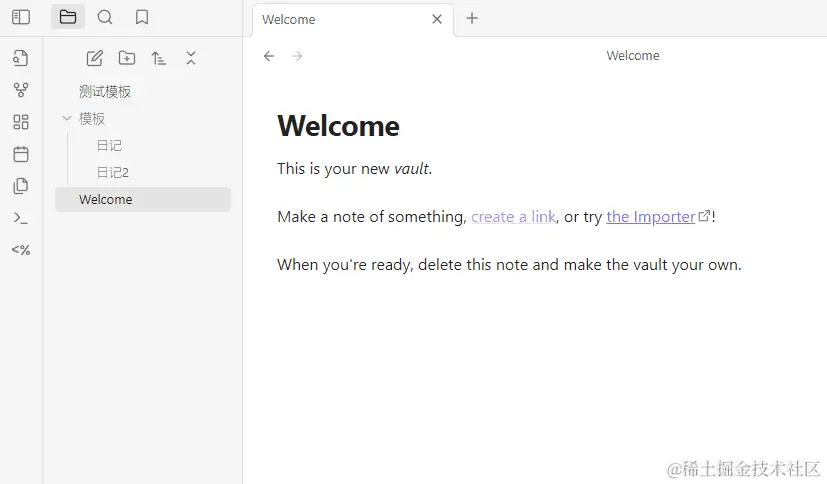 Welcome
Welcome
测试模板
模板
日记
日记2
Welcome
<%
Welcome
This is your new vault.
Make a note of something, create a link, or try the Importer!
When you're ready, delete this note and make the vault your own.
@稀土掘金技术社区